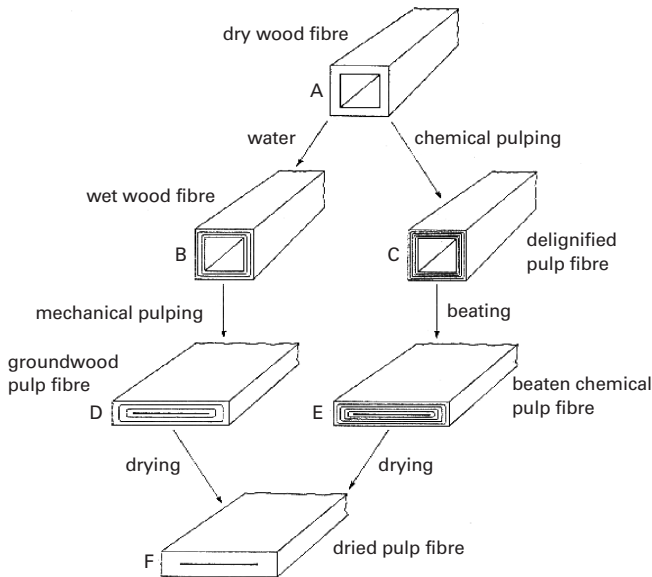 dry wood fibre
A
water
chemical pulping
wet wood fibre
B
C
delignified
pulp fibre
mechanical pulping
beating
groundwood
pulp fibre
D
E
beaten chemical
pulp fibre
drying
drying
F
dried pulp fibre